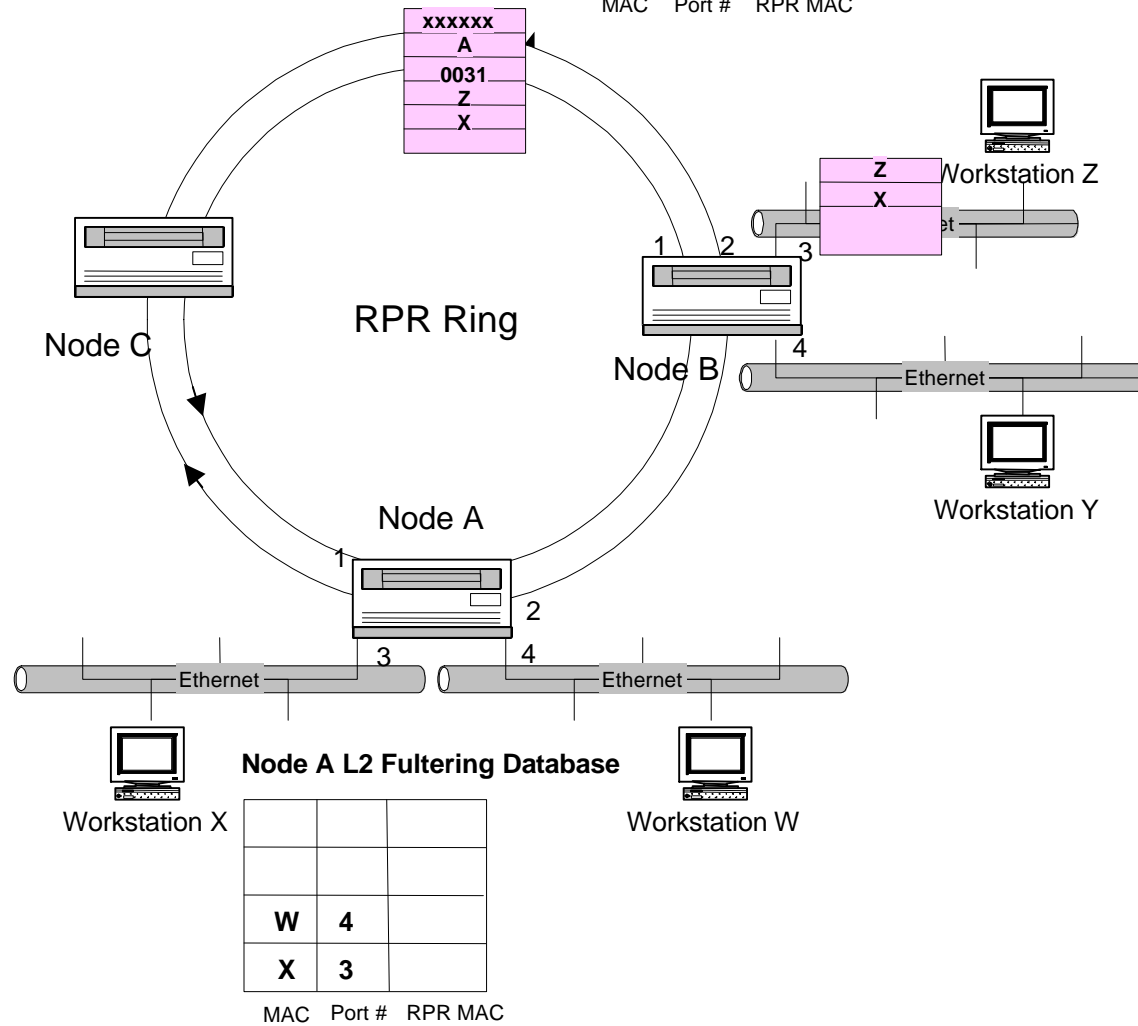 MAC Port # RPR MAC
xxxxxx
A
0031
Z
X
Z
X
Workstation Z
et
1 2 3
4
RPR Ring
Node C
Node B
Ethernet
Workstation Y
Node A
1
2
3 4
Ethernet
Ethernet
Node A L2 Fultering Database
Workstation X
Workstation W
W 4
X 3
MAC Port # RPR MAC